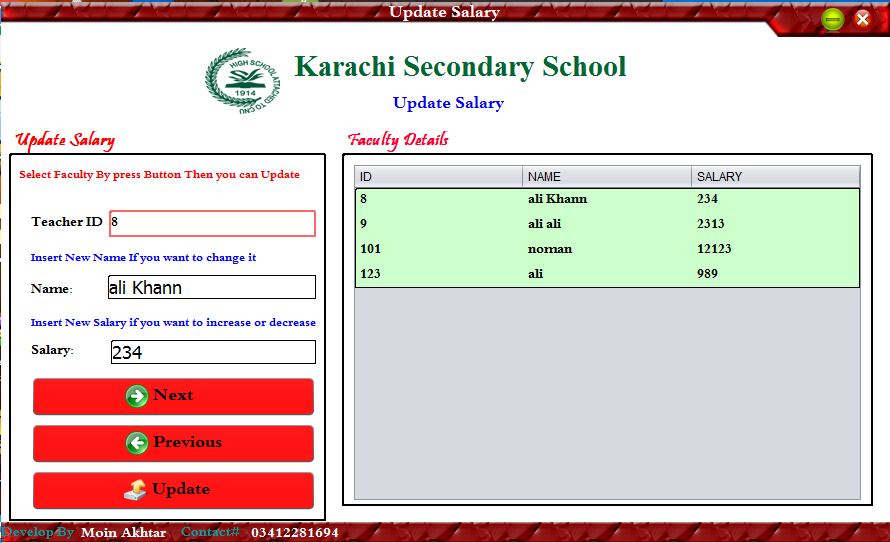 Update Salary
HIGH SCHOOL ATTACHED TO CNU
1914
Karachi Secondary School
Update Salary
Update Salary
Faculty Details
Select Faculty By press Button Then you can Update
Teacher ID 8
Insert New Name If you want to change it
Name: ali Khann
Insert New Salary if you want to increase or decrease
Salary: 234
Next
Previous
Update
ID NAME SALARY
8 ali Khann 234
9 ali ali 2313
101 noman 12123
123 ali 989
Develop By Moin Akhtar Contact# 03412281694